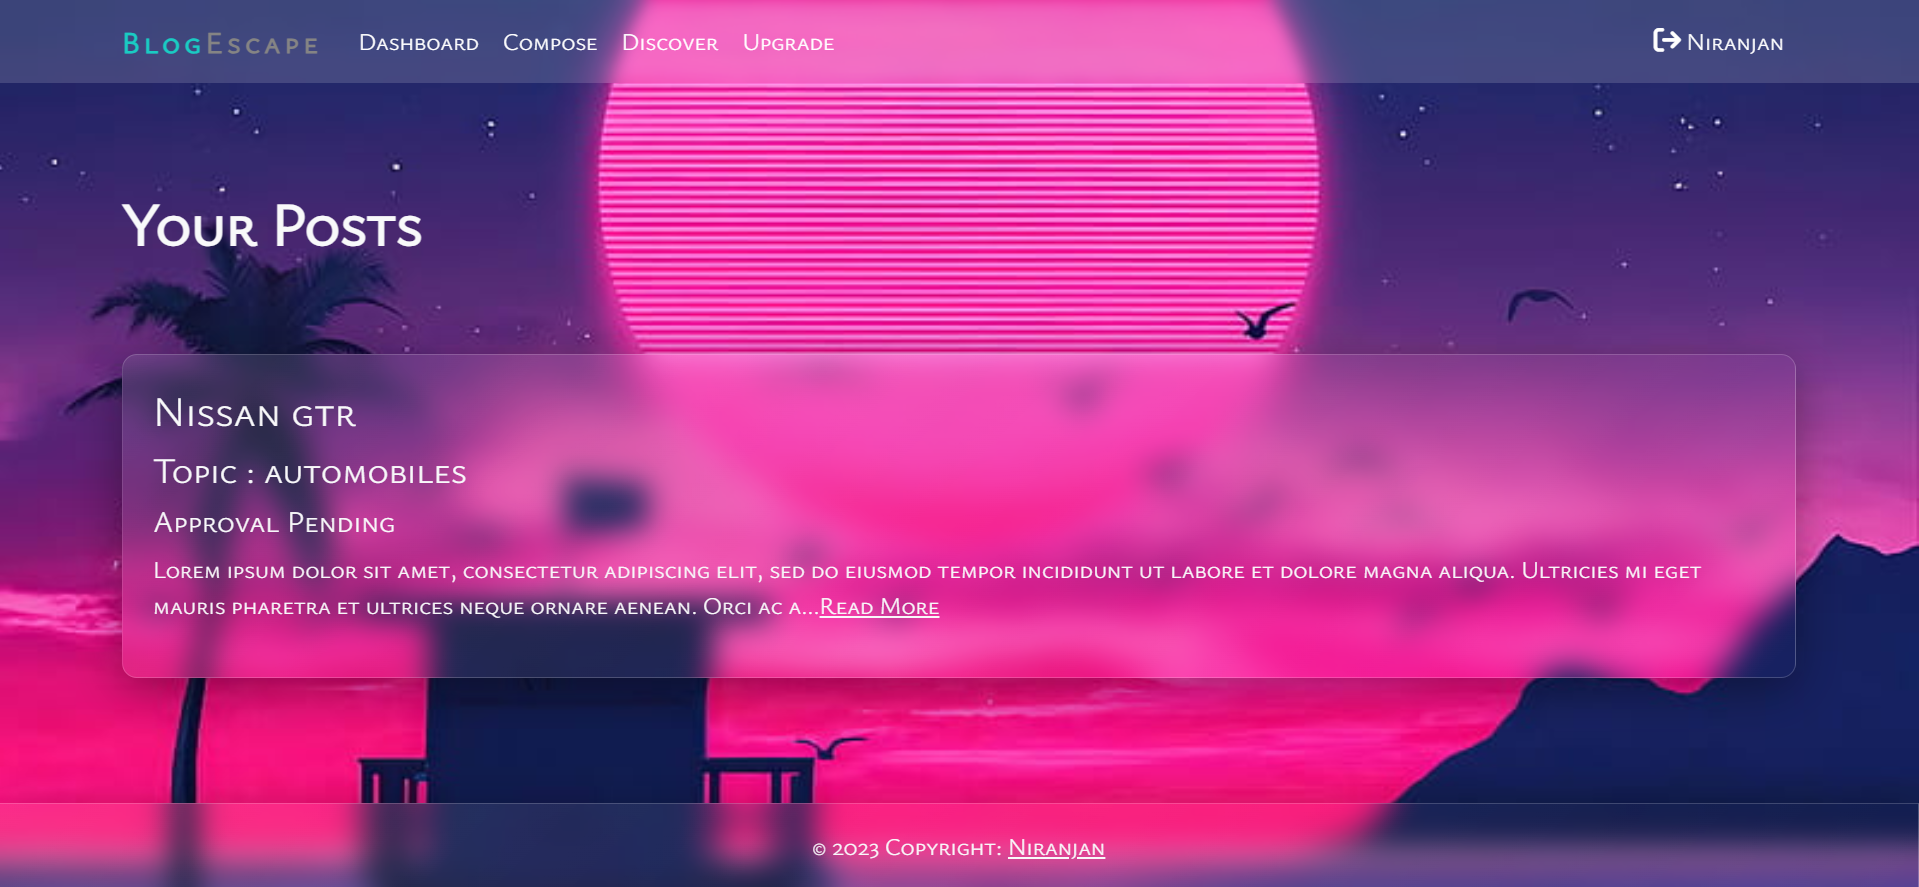 BlogEscape Dashboard Compose Discover Upgrade Niranjan
Your Posts
Nissan gtr
Topic : automobiles
Approval Pending
Lorem ipsum dolor sit amet, consectetur adipiscing elit, sed do eiusmod tempor incididunt ut labore et dolore magna aliqua. Ultricies mi eget
mauris pharetra et ultrices neque ornare aenean. Orci ac a...Read More
© 2023 Copyright: Niranjan